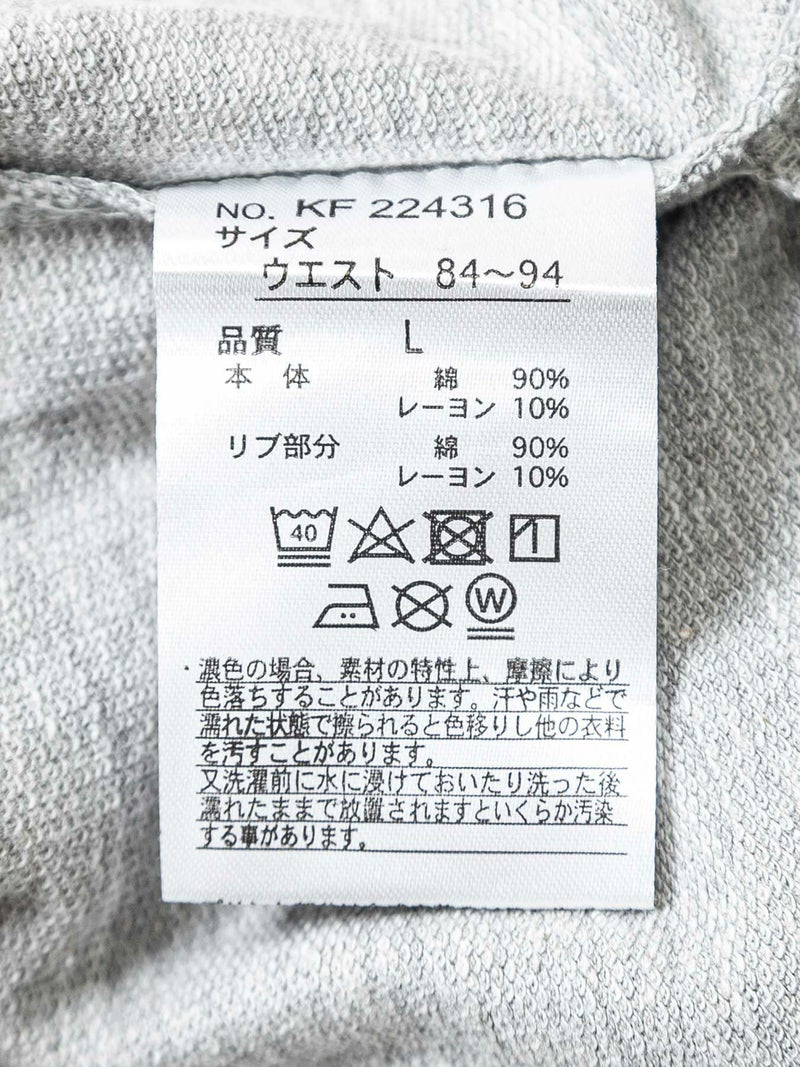 NO. KF 224316
サイズ
ウエスト 84〜94
品質 L
本 体 綿 90%
レーヨン 10%
リブ部分 綿 90%
レーヨン 10%
40
W
・濃色の場合、素材の特性上、摩擦により
色落ちすることがあります。汗や雨などで
濡れた状態で擦られると色移りし他の衣料
を汚すことがあります。
又洗濯前に水に浸けておいたり洗った後
濡れたままで放置されますといくらか汚染
する事があります。